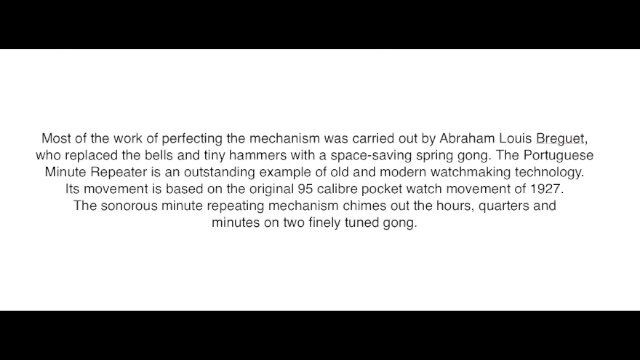 Most of the work of perfecting the mechanism was carried out by Abraham Louis Breguet,
who replaced the bells and tiny hammers with a space-saving spring gong. The Portuguese
Minute Repeater is an outstanding example of old and modern watchmaking technology.
Its movement is based on the original 95 calibre pocket watch movement of 1927.
The sonorous minute repeating mechanism chimes out the hours, quarters and
minutes on two finely tuned gong.